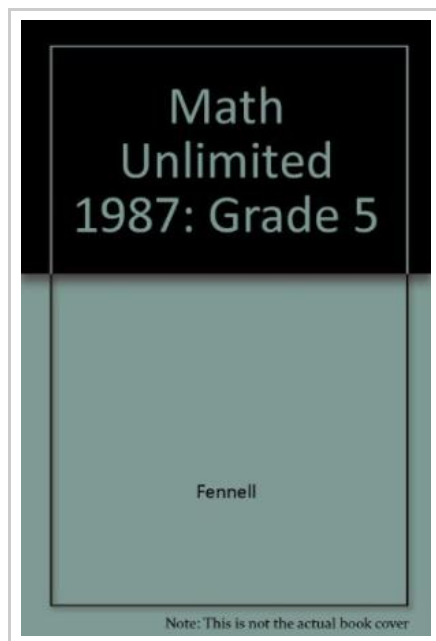 Math
Unlimited
1987: Grade 5
Fennell
Note: This is not the actual book cover